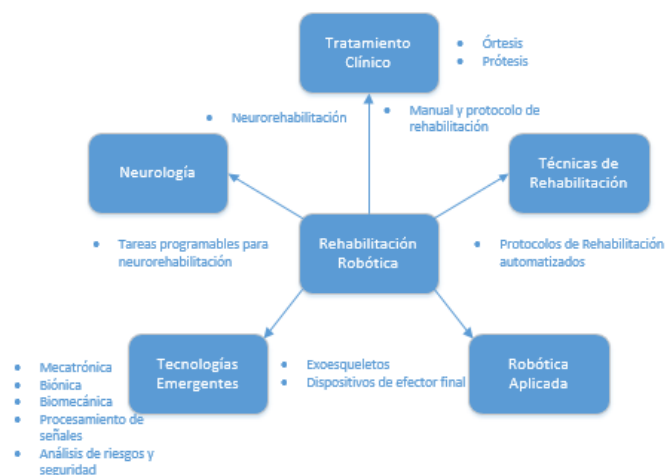 Tratamiento
Clínico
• Órtesis
• Prótesis
• Neurorehabilitación
• Manual y protocolo de
rehabilitación
Neurología
Técnicas de
Rehabilitación
Rehabilitación
Robótica
• Tareas programables para
neurorehabilitación
• Protocolos de Rehabilitación
automatizados
Tecnologías
Emergentes
• Exoesqueletos
• Dispositivos de efector final
Robótica
Aplicada
• Mecatrónica
• Biónica
• Biomecánica
• Procesamiento de
señales
• Análisis de riesgos y
seguridad